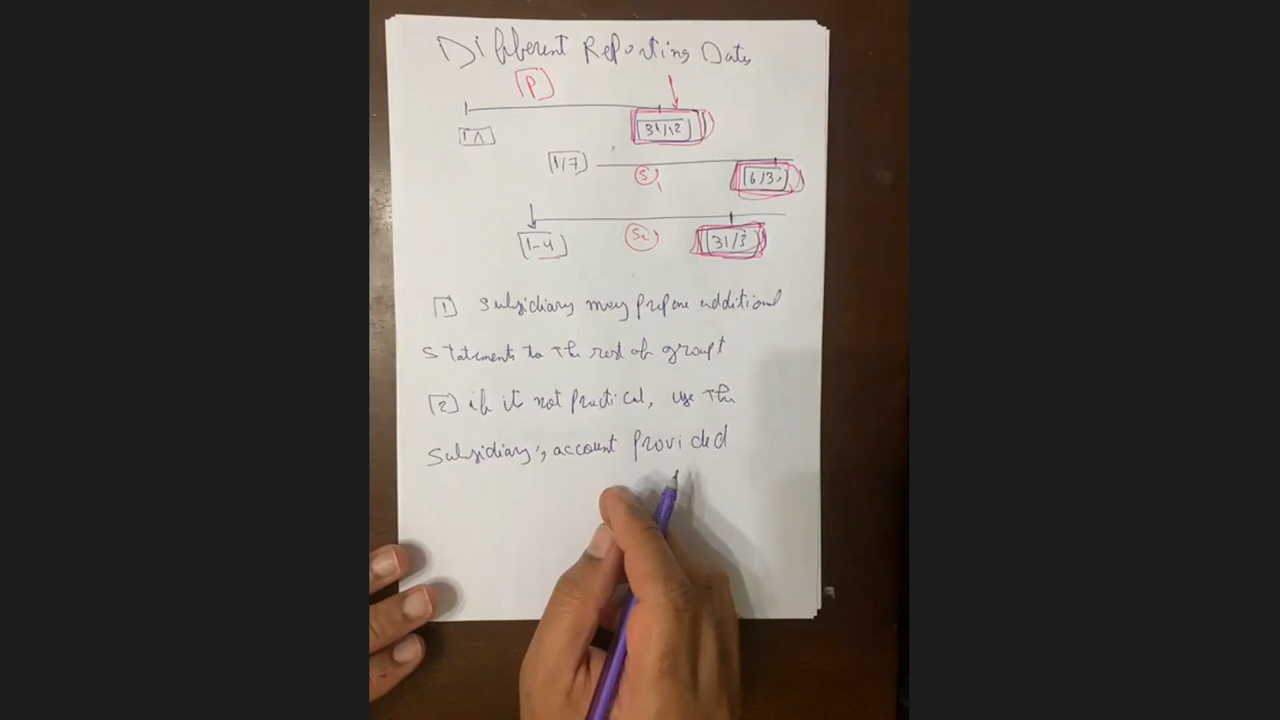 Different Reporting Dates
P
1/1 31/12
1/7 S1 6/30
1-4 S2 31/3
1 Subsidiary may prepare additional
statements to the rest of group
2 if it not practical, use the
subsidiary's account provided